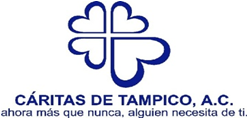 CÁRITAS DE TAMPICO, A.C.
ahora más que nunca, alguien necesita de ti.